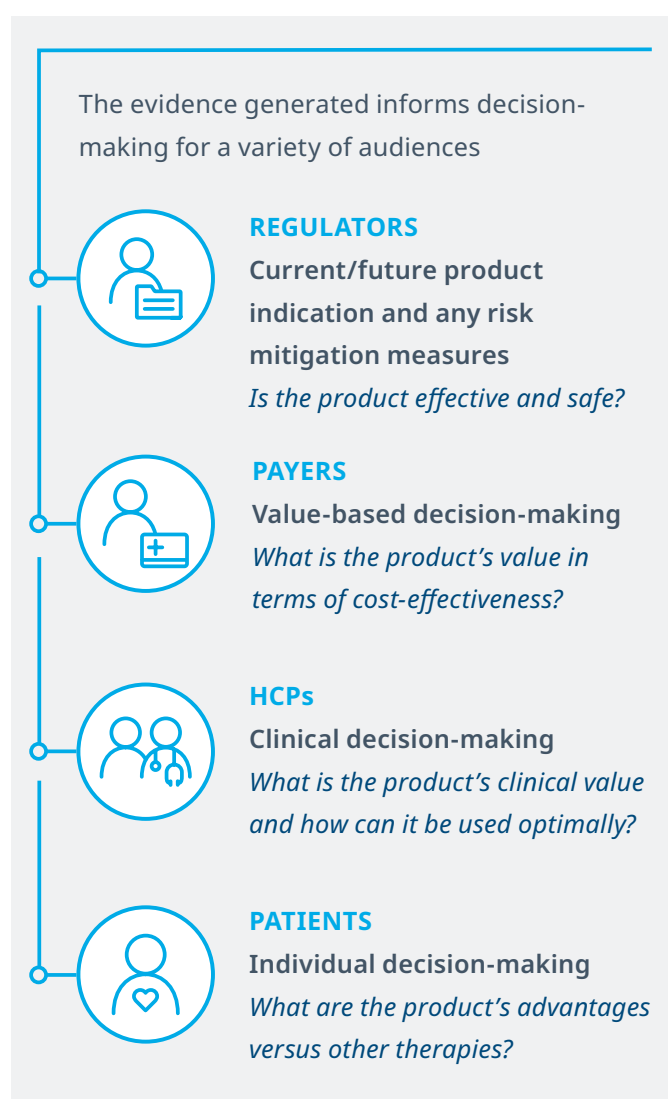 The evidence generated informs decision-
making for a variety of audiences
REGULATORS
Current/future product
indication and any risk
mitigation measures
Is the product effective and safe?
PAYERS
Value-based decision-making
What is the product’s value in
terms of cost-effectiveness?
HCPs
Clinical decision-making
What is the product’s clinical value
and how can it be used optimally?
PATIENTS
Individual decision-making
What are the product’s advantages
versus other therapies?